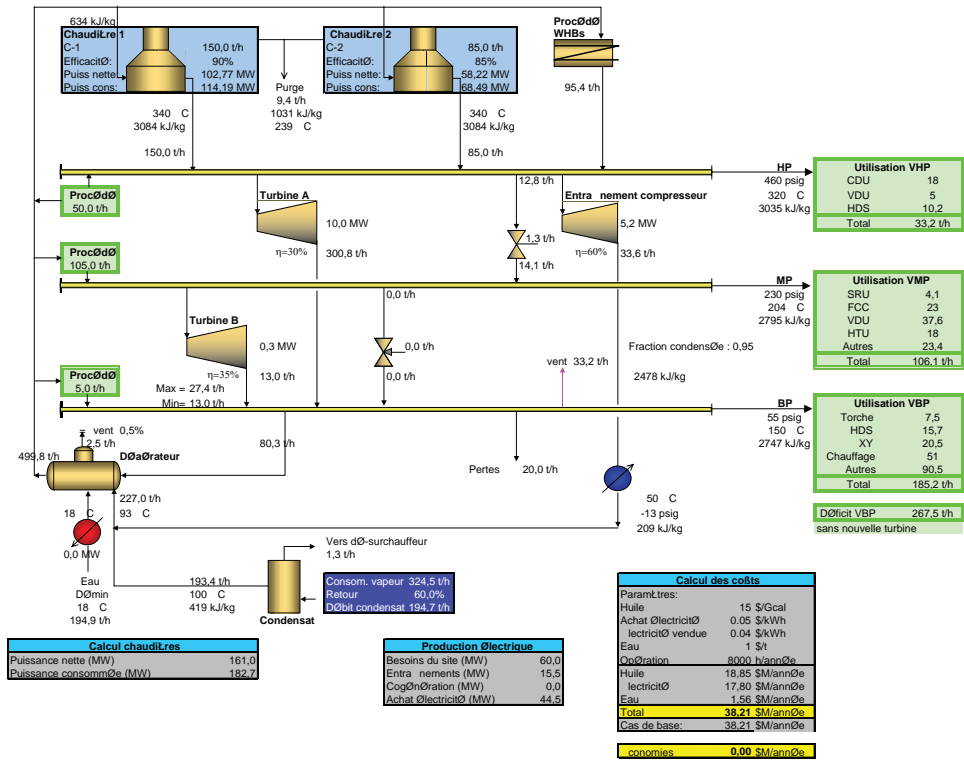 634 kJ/kg
ChaudiŁre 1
C-1 150,0 t/h
EfficacitØ: 90%
Puiss nette: 102,77 MW
Puiss cons: 114,19 MW
ChaudiŁre 2
C-2 85,0 t/h
EfficacitØ: 85%
Puiss nette: 58,22 MW
Puiss cons: 68,49 MW
ProcØdØ
WHBs
Purge
9,4 t/h
1031 kJ/kg
239 C
95,4 t/h
340 C
3084 kJ/kg
150,0 t/h
340 C
3084 kJ/kg
85,0 t/h
ProcØdØ
50,0 t/h
Turbine A
10,0 MW
η=30%
300,8 t/h
12,8 t/h
1,3 t/h
14,1 t/h
Entra nement compresseur
5,2 MW
η=60%
33,6 t/h
HP
460 psig
320 C
3035 kJ/kg
Utilisation VHP
CDU 18
VDU 5
HDS 10,2
Total 33,2 t/h
ProcØdØ
105,0 t/h
Turbine B
0,3 MW
η=35%
13,0 t/h
Max = 27,4 t/h
Min= 13,0 t/h
0,0 t/h
0,0 t/h
0,0 t/h
vent 33,2 t/h
Fraction condensØe : 0,95
2478 kJ/kg
MP
230 psig
204 C
2795 kJ/kg
Utilisation VMP
SRU 4,1
FCC 23
VDU 37,6
HTU 18
Autres 23,4
Total 106.1 t/h
ProcØdØ
5,0 t/h
BP
55 psig
150 C
2747 kJ/kg
Utilisation VBP
Torche 7,5
HDS 15,7
XY 20,5
Chauffage 51
Autres 90,5
Total 185,2 t/h
DØficit VBP 267,5 t/h
sans nouvelle turbine
vent 0,5%
2,5 t/h
499,8 t/h
DØaØrateur
80,3 t/h
Pertes 20,0 t/h
227,0 t/h
18 C 93 C
0,0 MW
50 C
-13 psig
209 kJ/kg
Eau
DØmin
18 C
194,9 t/h
193,4 t/h
100 C
419 kJ/kg
Vers dØ-surchauffeur
1,3 t/h
Condensat
Consom. vapeur 324,5 t/h
Retour 60,0%
DØbit condensat 194,7 t/h
Calcul chaudiŁres
Puissance nette (MW) 161,0
Puissance consommØe (MW) 182,7
Production Ølectrique
Besoins du site (MW) 60,0
Entra nements (MW) 15,5
CogØnØration (MW) 0,0
Achat ØlectricitØ (MW) 44,5
Calcul des coßts
ParamŁtres:
Huile 15 $/Gcal
Achat ØlectricitØ 0.05 $/kWh
lectricitØ vendue 0.04 $/kWh
Eau 1 $/t
OpØration 8000 h/annØe
Huile 18,85 $M/annØe
lectricitØ 17,80 $M/annØe
Eau 1,56 $M/annØe
Total 38,21 $M/annØe
Cas de base: 38,21 $M/annØe
conomies 0,00 $M/annØe